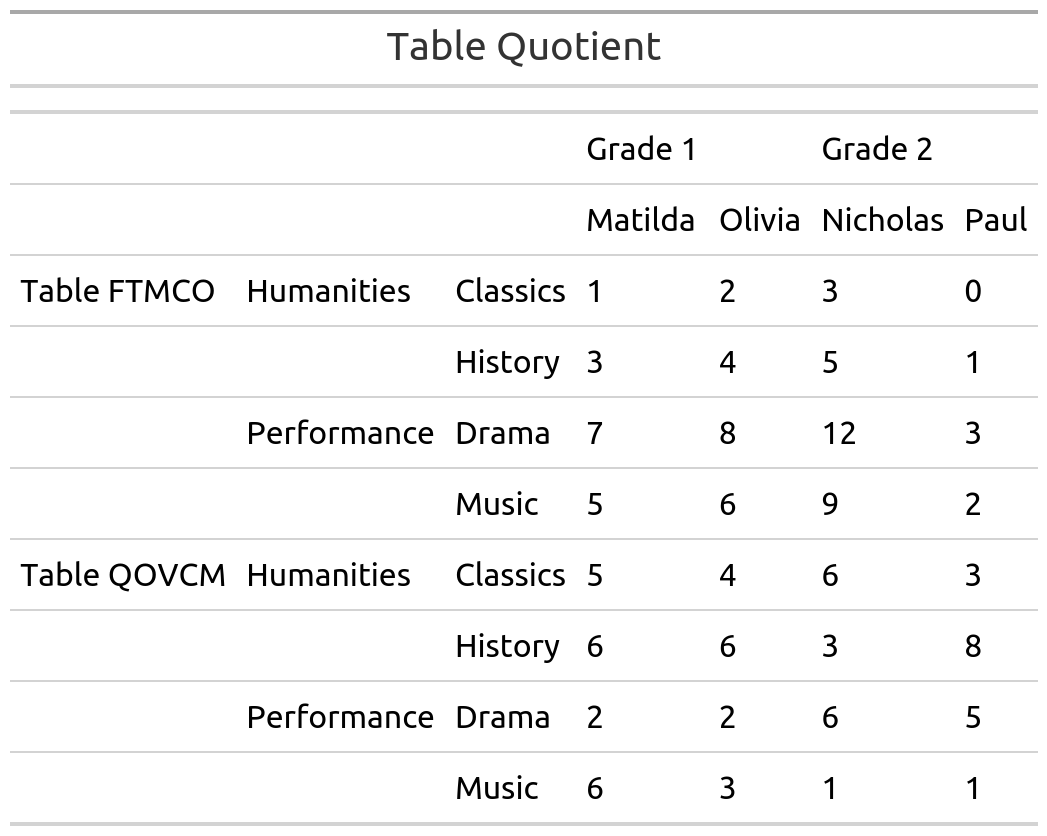 Table Quotient
Grade 1 Grade 2
Matilda Olivia Nicholas Paul
Table FTMCO Humanities Classics 1 2 3 0
History 3 4 5 1
Performance Drama 7 8 12 3
Music 5 6 9 2
Table QOVCM Humanities Classics 5 4 6 3
History 6 6 3 8
Performance Drama 2 2 6 5
Music 6 3 1 1